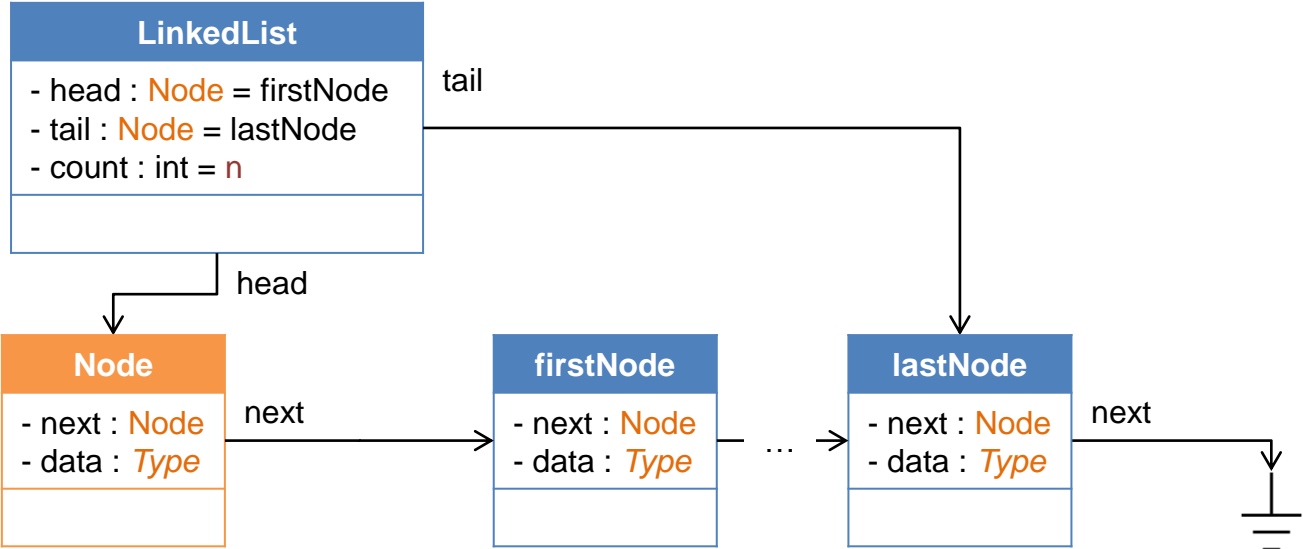 LinkedList
- head : Node = firstNode
- tail : Node = lastNode
- count : int = n
tail
head
Node
- next : Node
- data : Type
next
firstNode
- next : Node
- data : Type
...
lastNode
- next : Node
- data : Type
next